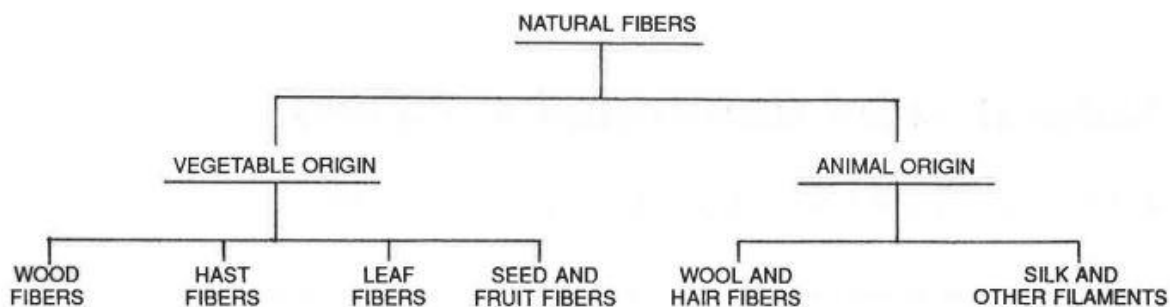 NATURAL FIBERS
VEGETABLE ORIGIN
ANIMAL ORIGIN
WOOD FIBERS
HAST FIBERS
LEAF FIBERS
SEED AND FRUIT FIBERS
WOOL AND HAIR FIBERS
SILK AND OTHER FILAMENTS